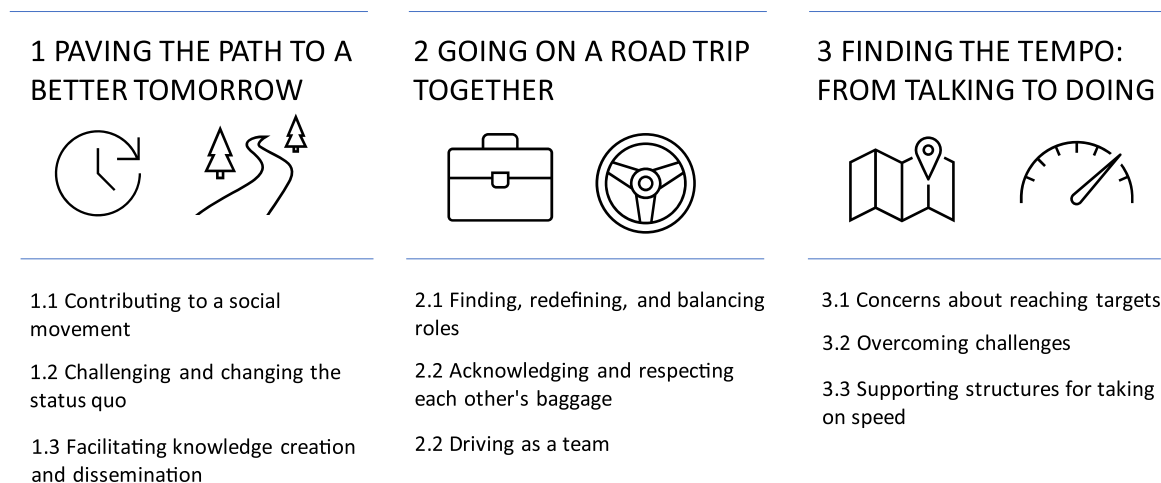 1 PAVING THE PATH TO A
BETTER TOMORROW
1.1 Contributing to a social
movement
1.2 Challenging and changing the
status quo
1.3 Facilitating knowledge creation
and dissemination
2 GOING ON A ROAD TRIP
TOGETHER
2.1 Finding, redefining, and balancing
roles
2.2 Acknowledging and respecting
each other's baggage
2.2 Driving as a team
3 FINDING THE TEMPO:
FROM TALKING TO DOING
3.1 Concerns about reaching targets
3.2 Overcoming challenges
3.3 Supporting structures for taking
on speed